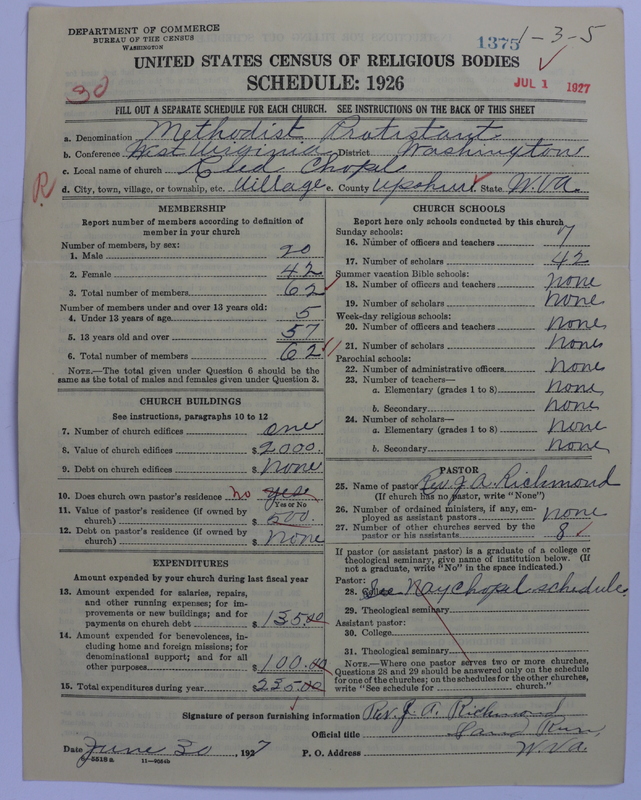 DEPARTMENT OF COMMERCE
BUREAU OF THE CENSUS
WASHINGTON
1375 1-3-5
UNITED STATES CENSUS OF RELIGIOUS BODIES
SCHEDULE: 1926
JUL 1 1927
30
FILL OUT A SEPARATE SCHEDULE FOR EACH CHURCH. SEE INSTRUCTIONS ON THE BACK OF THIS SHEET
a. Denomination Methodist Protistant
b. Conference West Virginia District Washington
c. Local name of church Chopl
R
d. City, town, village, or township, etc. Village e. County Upshur State W. Va.
MEMBERSHIP
Report number of members according to definition of member in your church
Number of members, by sex:
1. Male 20
2. Female 42
3. Total number of members 62
Number of members under and over 13 years old:
4. Under 13 years of age 5
5. 13 years old and over 57
6. Total number of members 62
NOTE.—The total given under Question 6 should be the same as the total of males and females given under Question 3.
CHURCH BUILDINGS
See instructions, paragraphs 10 to 12
7. Number of church edifices one
8. Value of church edifices $ 2000.
9. Debt on church edifices $ None
10. Does church own pastor's residence no yese
Yes or No
11. Value of pastor's residence (if owned by church) $ 500.
12. Debt on pastor's residence (if owned by church) $ None
EXPENDITURES
Amount expended by your church during last fiscal year
13. Amount expended for salaries, repairs, and other running expenses; for improvements or new buildings; and for payments on church debt $ 135.00
14. Amount expended for benevolences, including home and foreign missions; for denominational support; and for all other purposes $ 100.00
15. Total expenditures during year $ 235.00
CHURCH SCHOOLS
Report here only schools conducted by this church
Sunday schools:
16. Number of officers and teachers 7
17. Number of scholars 42
Summer vacation Bible schools:
18. Number of officers and teachers none
19. Number of scholars none
Week-day religious schools:
20. Number of officers and teachers none
21. Number of scholars none
Parochial schools:
22. Number of administrative officers none
23. Number of teachers—
a. Elementary (grades 1 to 8) none
b. Secondary none
24. Number of scholars—
a. Elementary (grades 1 to 8) none
b. Secondary none
PASTOR
25. Name of pastor Rev. J. A. Richmond
(If church has no pastor, write "None")
26. Number of ordained ministers, if any, employed as assistant pastors none
27. Number of other churches served by the pastor or his assistants 8
If pastor (or assistant pastor) is a graduate of a college or theological seminary, give name of institution below. (If not a graduate, write "No" in the space indicated.)
Pastor:
28. College See Chopel schedule
29. Theological seminary
Assistant pastor:
30. College
31. Theological seminary
NOTE.—Where one pastor serves two or more churches, Questions 28 and 29 should be answered only on the schedule for one of the churches; on the schedules for the other churches, write "See schedule for church."
Signature of person furnishing information Rev. J. A. Richmond
Official title Sand Run,
Date June 30, 1927 P. O. Address W. Va.
11—9064b